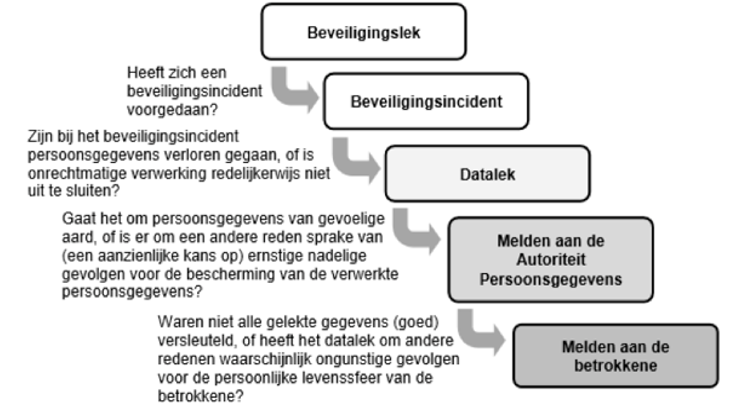 Beveiligingslek
Heeft zich een
beveiligingsincident
voorgedaan?
Beveiligingsincident
Zijn bij het beveiligingsincident
persoonsgegevens verloren gegaan, of is
onrechtmatige verwerking redelijkerwijs niet
uit te sluiten?
Datalek
Gaat het om persoonsgegevens van gevoelige
aard, of is er om een andere reden sprake van
(een aanzienlijke kans op) ernstige nadelige
gevolgen voor de bescherming van de verwerkte
persoonsgegevens?
Melden aan de
Autoriteit
Persoonsgegevens
Waren niet alle gelekte gegevens (goed)
versleuteld, of heeft het datalek om andere
redenen waarschijnlijk ongunstige gevolgen
voor de persoonlijke levenssfeer van de
betrokkene?
Melden aan de
betrokkene